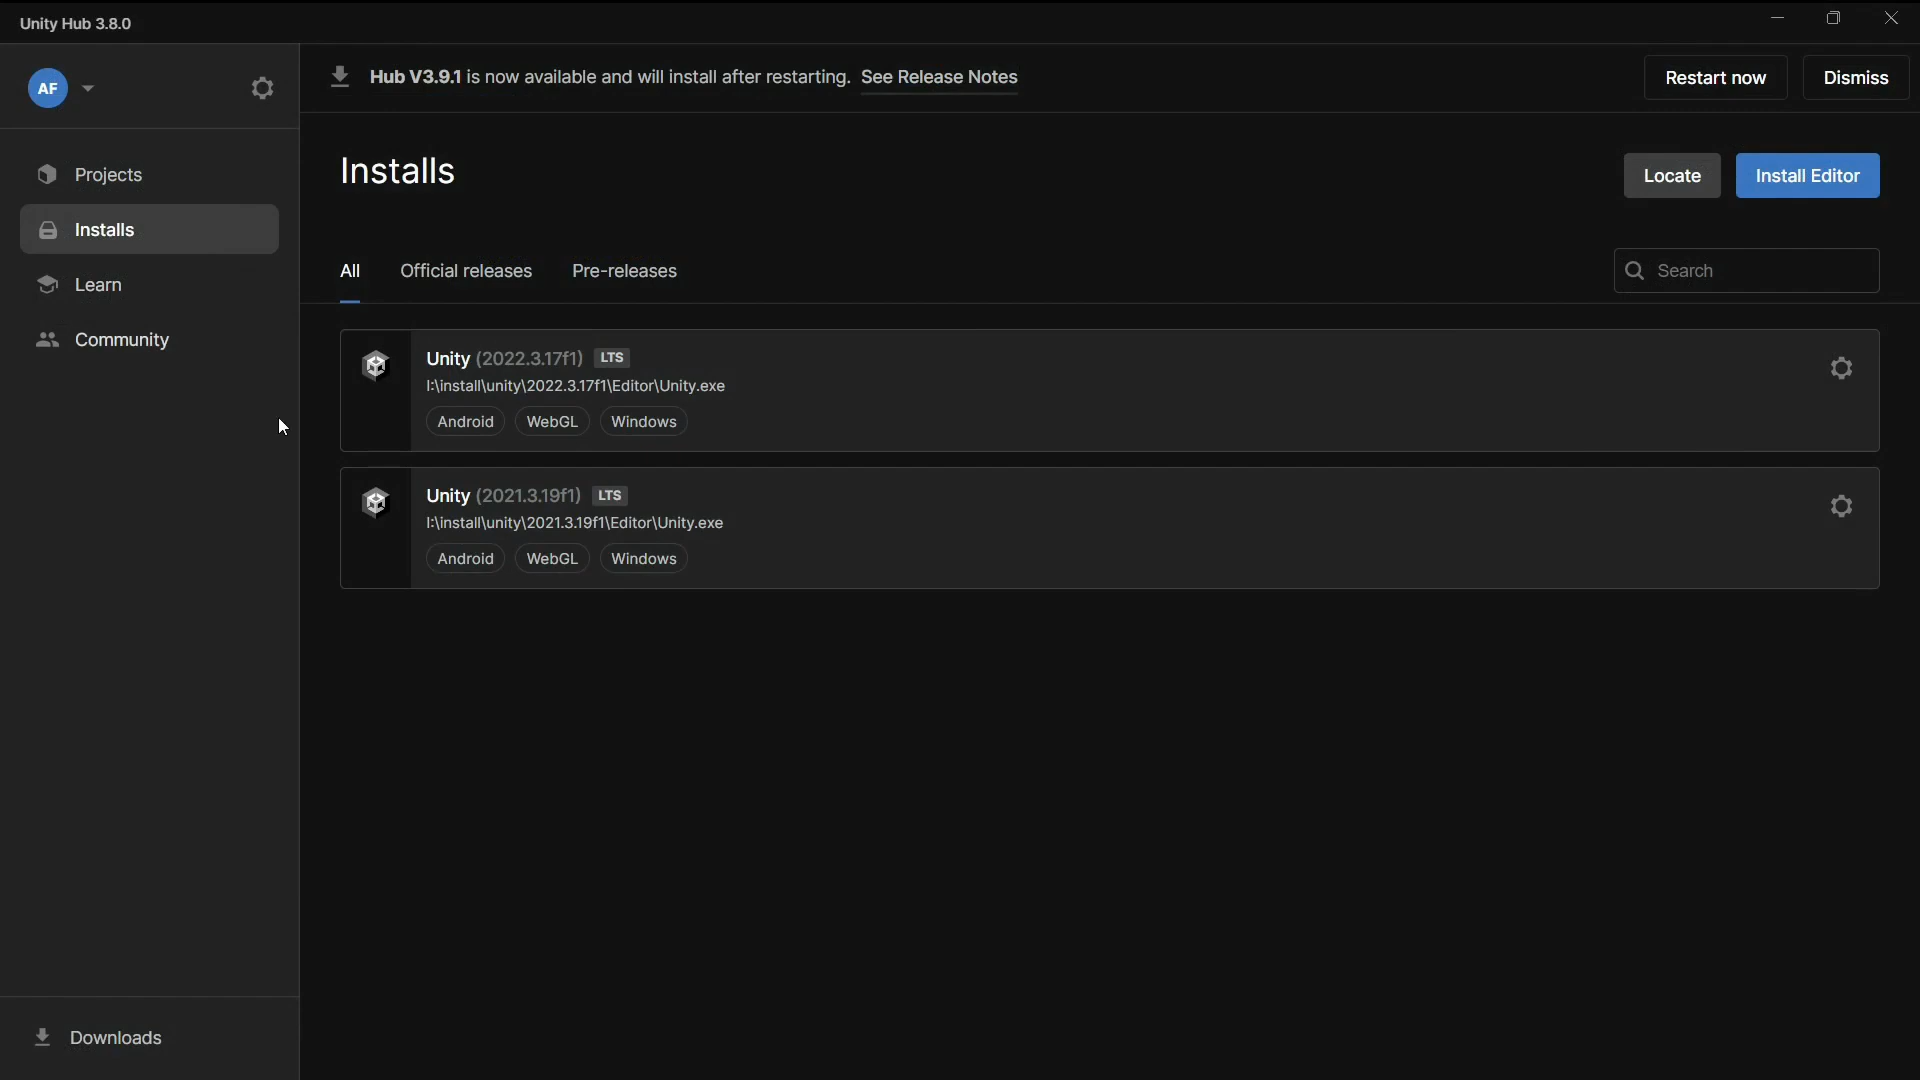 Unity Hub 3.8.0
AF
Hub V3.9.1 is now available and will install after restarting. See Release Notes
Restart now
Dismiss
Projects
Installs
Learn
Community
Downloads
Installs
Locate
Install Editor
All
Official releases
Pre-releases
Search
Unity (2022.3.17f1) LTS
I:\install\unity\2022.3.17f1\Editor\Unity.exe
Android WebGL Windows
Unity (2021.3.19f1) LTS
I:\install\unity\2021.3.19f1\Editor\Unity.exe
Android WebGL Windows